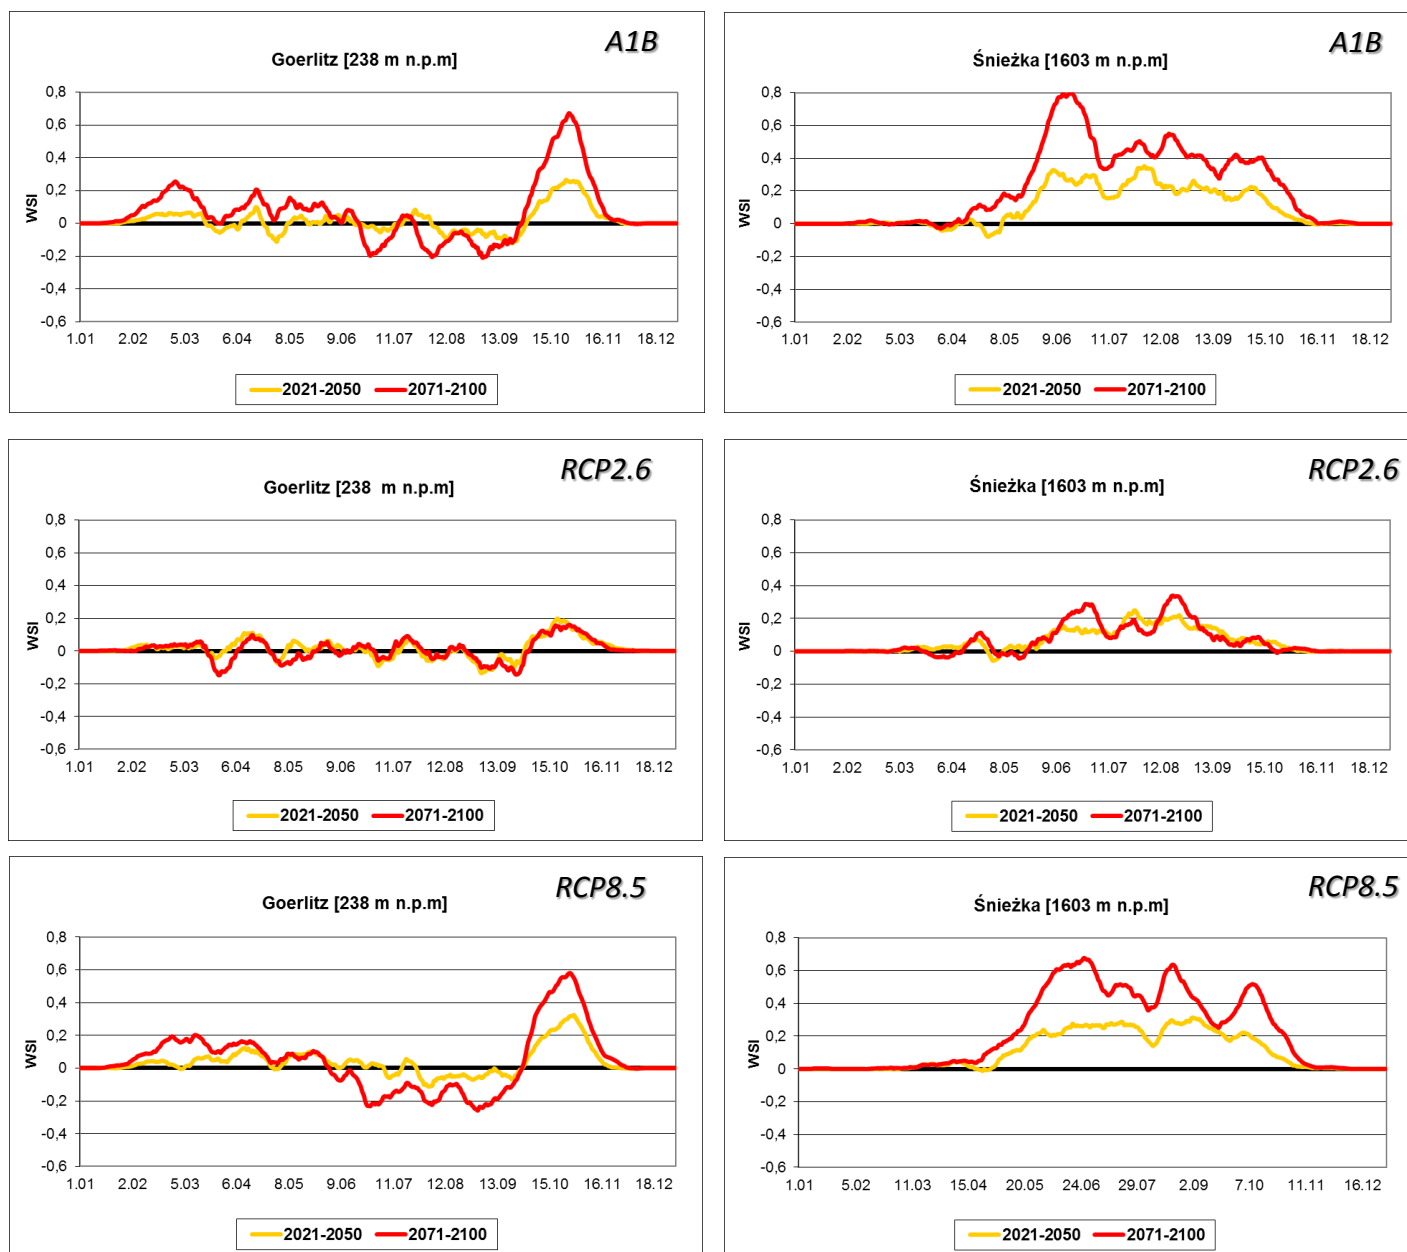 A1B
Goerlitz [238 m n.p.m]
0,8
0,6
0,4
0,2
0
-0,2
-0,4
-0,6
WSI
1.01 2.02 5.03 6.04 8.05 9.06 11.07 12.08 13.09 15.10 16.11 18.12
2021-2050 2071-2100
A1B
Śnieżka [1603 m n.p.m]
0,8
0,6
0,4
0,2
0
-0,2
-0,4
-0,6
WSI
1.01 2.02 5.03 6.04 8.05 9.06 11.07 12.08 13.09 15.10 16.11 18.12
2021-2050 2071-2100
RCP2.6
Goerlitz [238 m n.p.m]
0,8
0,6
0,4
0,2
0
-0,2
-0,4
-0,6
WSI
1.01 2.02 5.03 6.04 8.05 9.06 11.07 12.08 13.09 15.10 16.11 18.12
2021-2050 2071-2100
RCP2.6
Śnieżka [1603 m n.p.m]
0,8
0,6
0,4
0,2
0
-0,2
-0,4
-0,6
WSI
1.01 2.02 5.03 6.04 8.05 9.06 11.07 12.08 13.09 15.10 16.11 18.12
2021-2050 2071-2100
RCP8.5
Goerlitz [238 m n.p.m]
0,8
0,6
0,4
0,2
0
-0,2
-0,4
-0,6
WSI
1.01 2.02 5.03 6.04 8.05 9.06 11.07 12.08 13.09 15.10 16.11 18.12
2021-2050 2071-2100
RCP8.5
Śnieżka [1603 m n.p.m]
0,8
0,6
0,4
0,2
0
-0,2
-0,4
-0,6
WSI
1.01 5.02 11.03 15.04 20.05 24.06 29.07 2.09 7.10 11.11 16.12
2021-2050 2071-2100